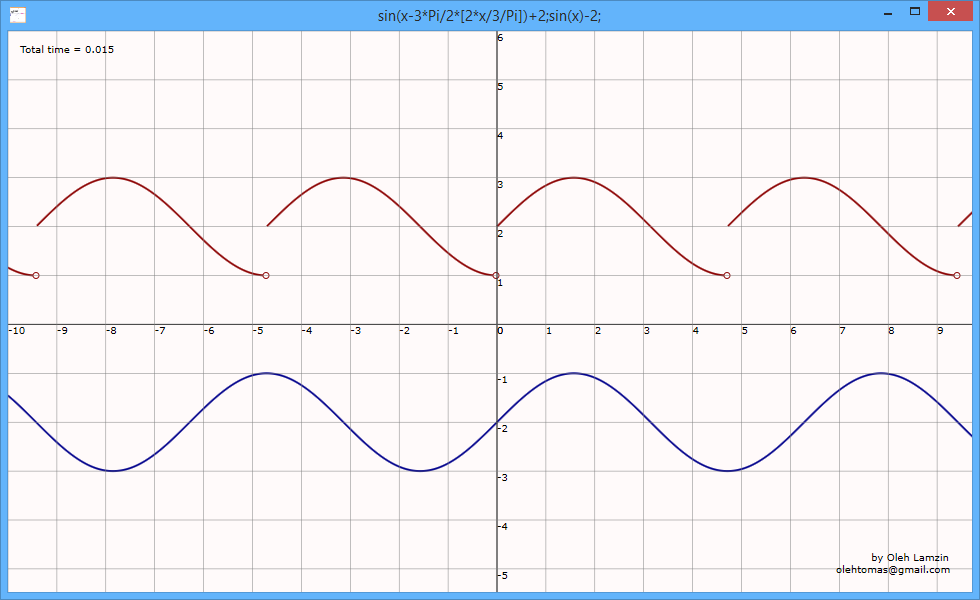 sin(x-3*Pi/2*[2*x/3/Pi])+2;sin(x)-2;
Total time = 0.015
6
5
4
3
2
1
-10 -9 -8 -7 -6 -5 -4 -3 -2 -1 0 1 2 3 4 5 6 7 8 9
-1
-2
-3
-4
-5
by Oleh Lamzin
olehtomas@gmail.com